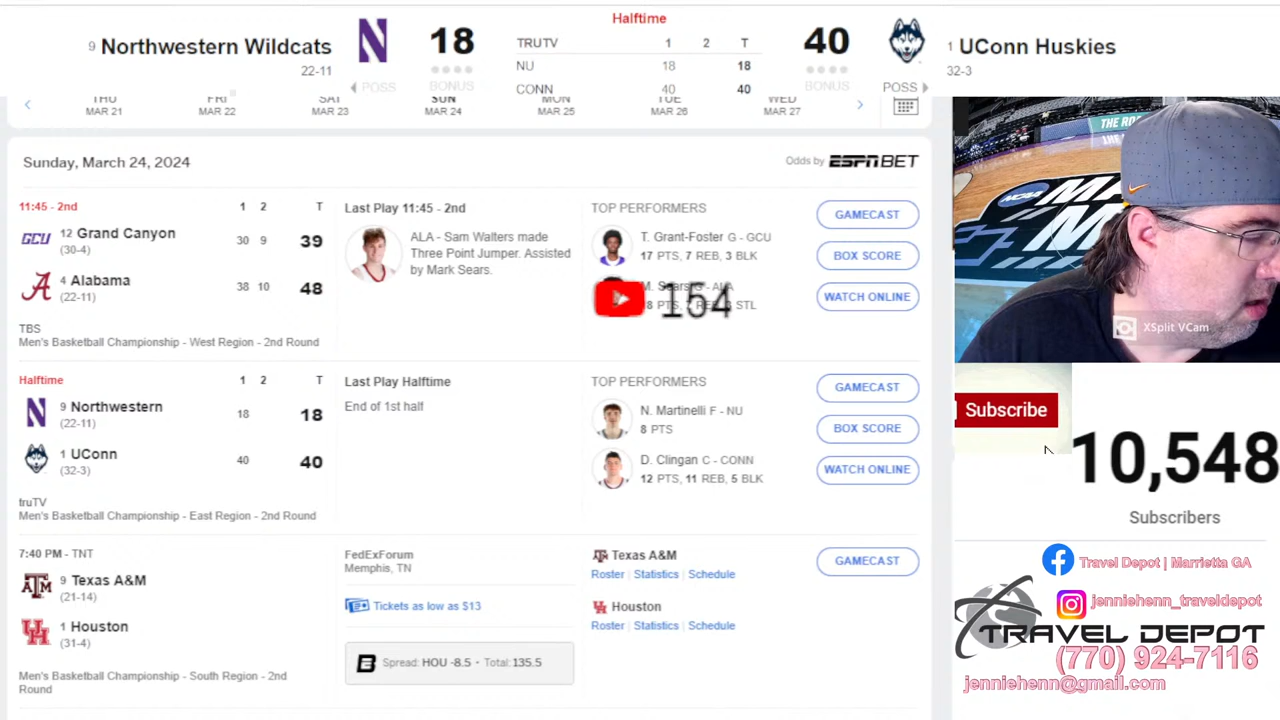 9 Northwestern Wildcats
22-11
18
BONUS
POSS
Halftime
TRUTV 1 2 T
NU 18 18
CONN 40 40
40
BONUS
POSS
1 UConn Huskies
32-3
THU FRI SAT SUN MON TUE WED
MAR 21 MAR 22 MAR 23 MAR 24 MAR 25 MAR 26 MAR 27
Sunday, March 24, 2024
Odds by ESPN BET
11:45 - 2nd 1 2 T
GCU 12 Grand Canyon 30 9 39
(30-4)
A 4 Alabama 38 10 48
(22-11)
TBS
Men's Basketball Championship - West Region - 2nd Round
Last Play 11:45 - 2nd
ALA - Sam Walters made
Three Point Jumper. Assisted
by Mark Sears.
TOP PERFORMERS
T. Grant-Foster G - GCU
17 PTS, 7 REB, 3 BLK
M. Sears G - ALA
STL
154
GAMECAST
BOX SCORE
WATCH ONLINE
Halftime 1 2 T
9 Northwestern 18 18
(22-11)
1 UConn 40 40
(32-3)
truTV
Men's Basketball Championship - East Region - 2nd Round
Last Play Halftime
End of 1st half
TOP PERFORMERS
N. Martinelli F - NU
8 PTS
D. Clingan C - CONN
12 PTS, 11 REB, 5 BLK
GAMECAST
BOX SCORE
WATCH ONLINE
7:40 PM - TNT
9 Texas A&M
(21-14)
1 Houston
(31-4)
Men's Basketball Championship - South Region - 2nd
Round
FedExForum
Memphis, TN
Tickets as low as $13
Spread: HOU -8.5 • Total: 135.5
Texas A&M
Roster | Statistics | Schedule
Houston
Roster | Statistics | Schedule
GAMECAST
THE ROA
NCAA
MA
M
XSplit VCam
Subscribe
10,548
Subscribers
Travel Depot | Marrietta GA
jenniehenn_traveldepot
TRAVEL DEPOT
(770) 924-7116
jenniehenn@gmail.com